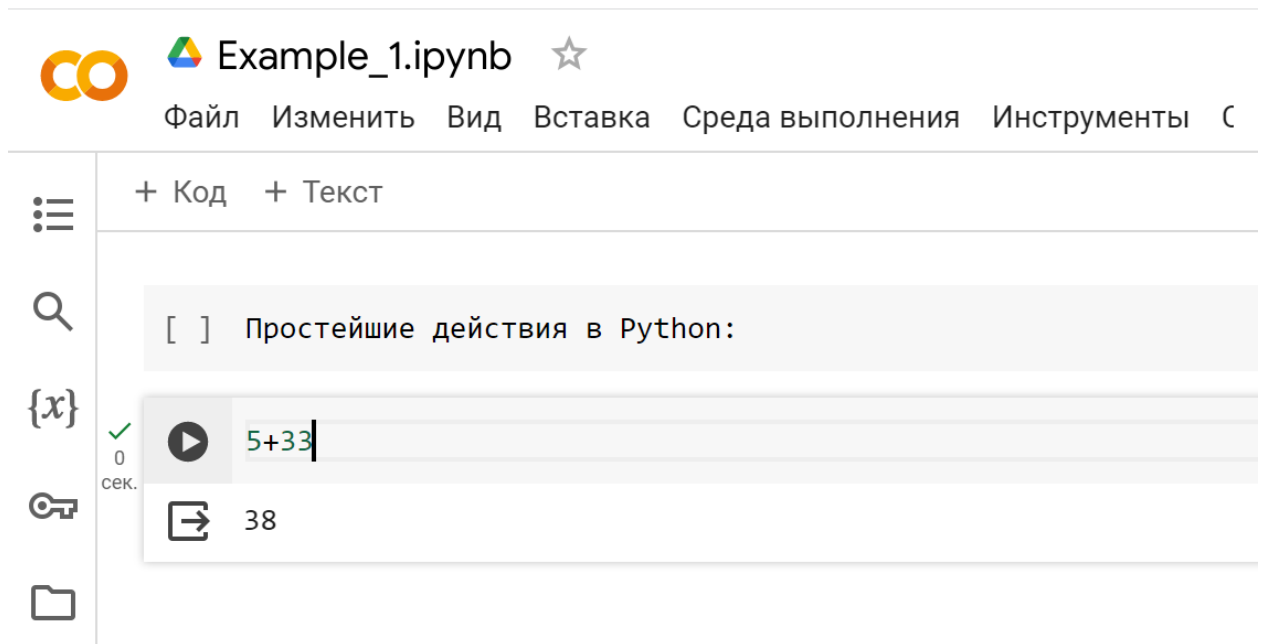 Example_1.ipynb
Файл Изменить Вид Вставка Среда выполнения Инструменты
+ Код + Текст
[ ] Простейшие действия в Python:
{x}
5+33
0
сек.
38